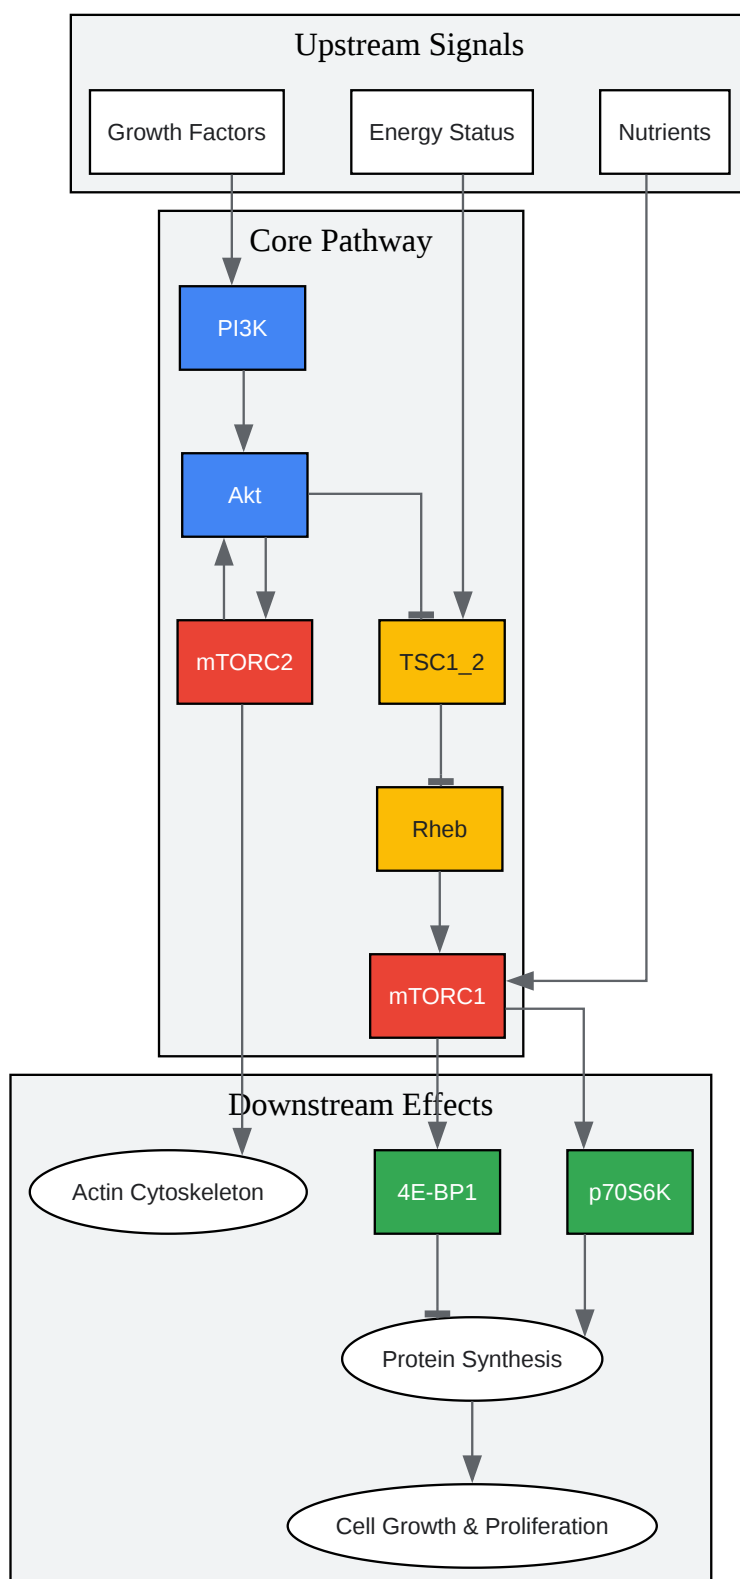 Upstream Signals
Growth Factors
Energy Status
Nutrients
Core Pathway
PI3K
Akt
mTORC2
TSC1_2
Rheb
mTORC1
Downstream Effects
Actin Cytoskeleton
4E-BP1
p70S6K
Protein Synthesis
Cell Growth & Proliferation